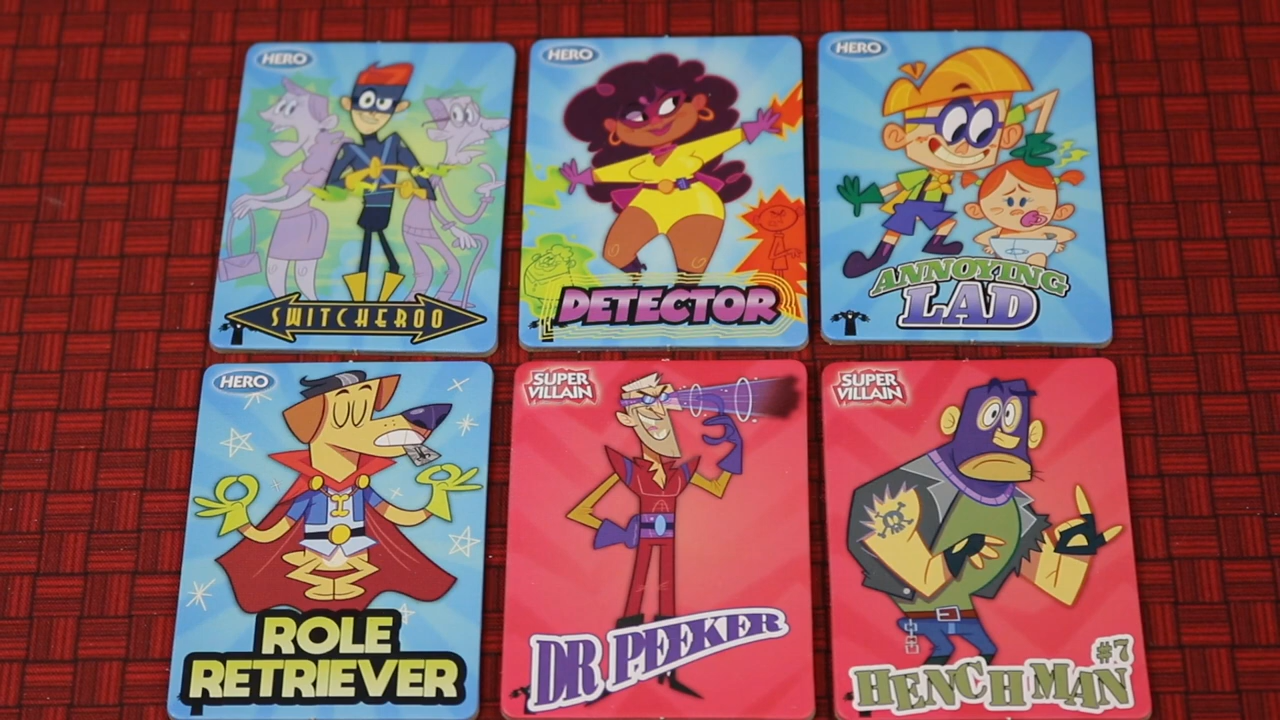 HERO
SWITCHEROO
HERO
DETECTOR
HERO
ANNOYING
LAD
HERO
ROLE
RETRIEVER
SUPER
VILLAIN
DR PEEKER
SUPER
VILLAIN
#7
HENCHMAN